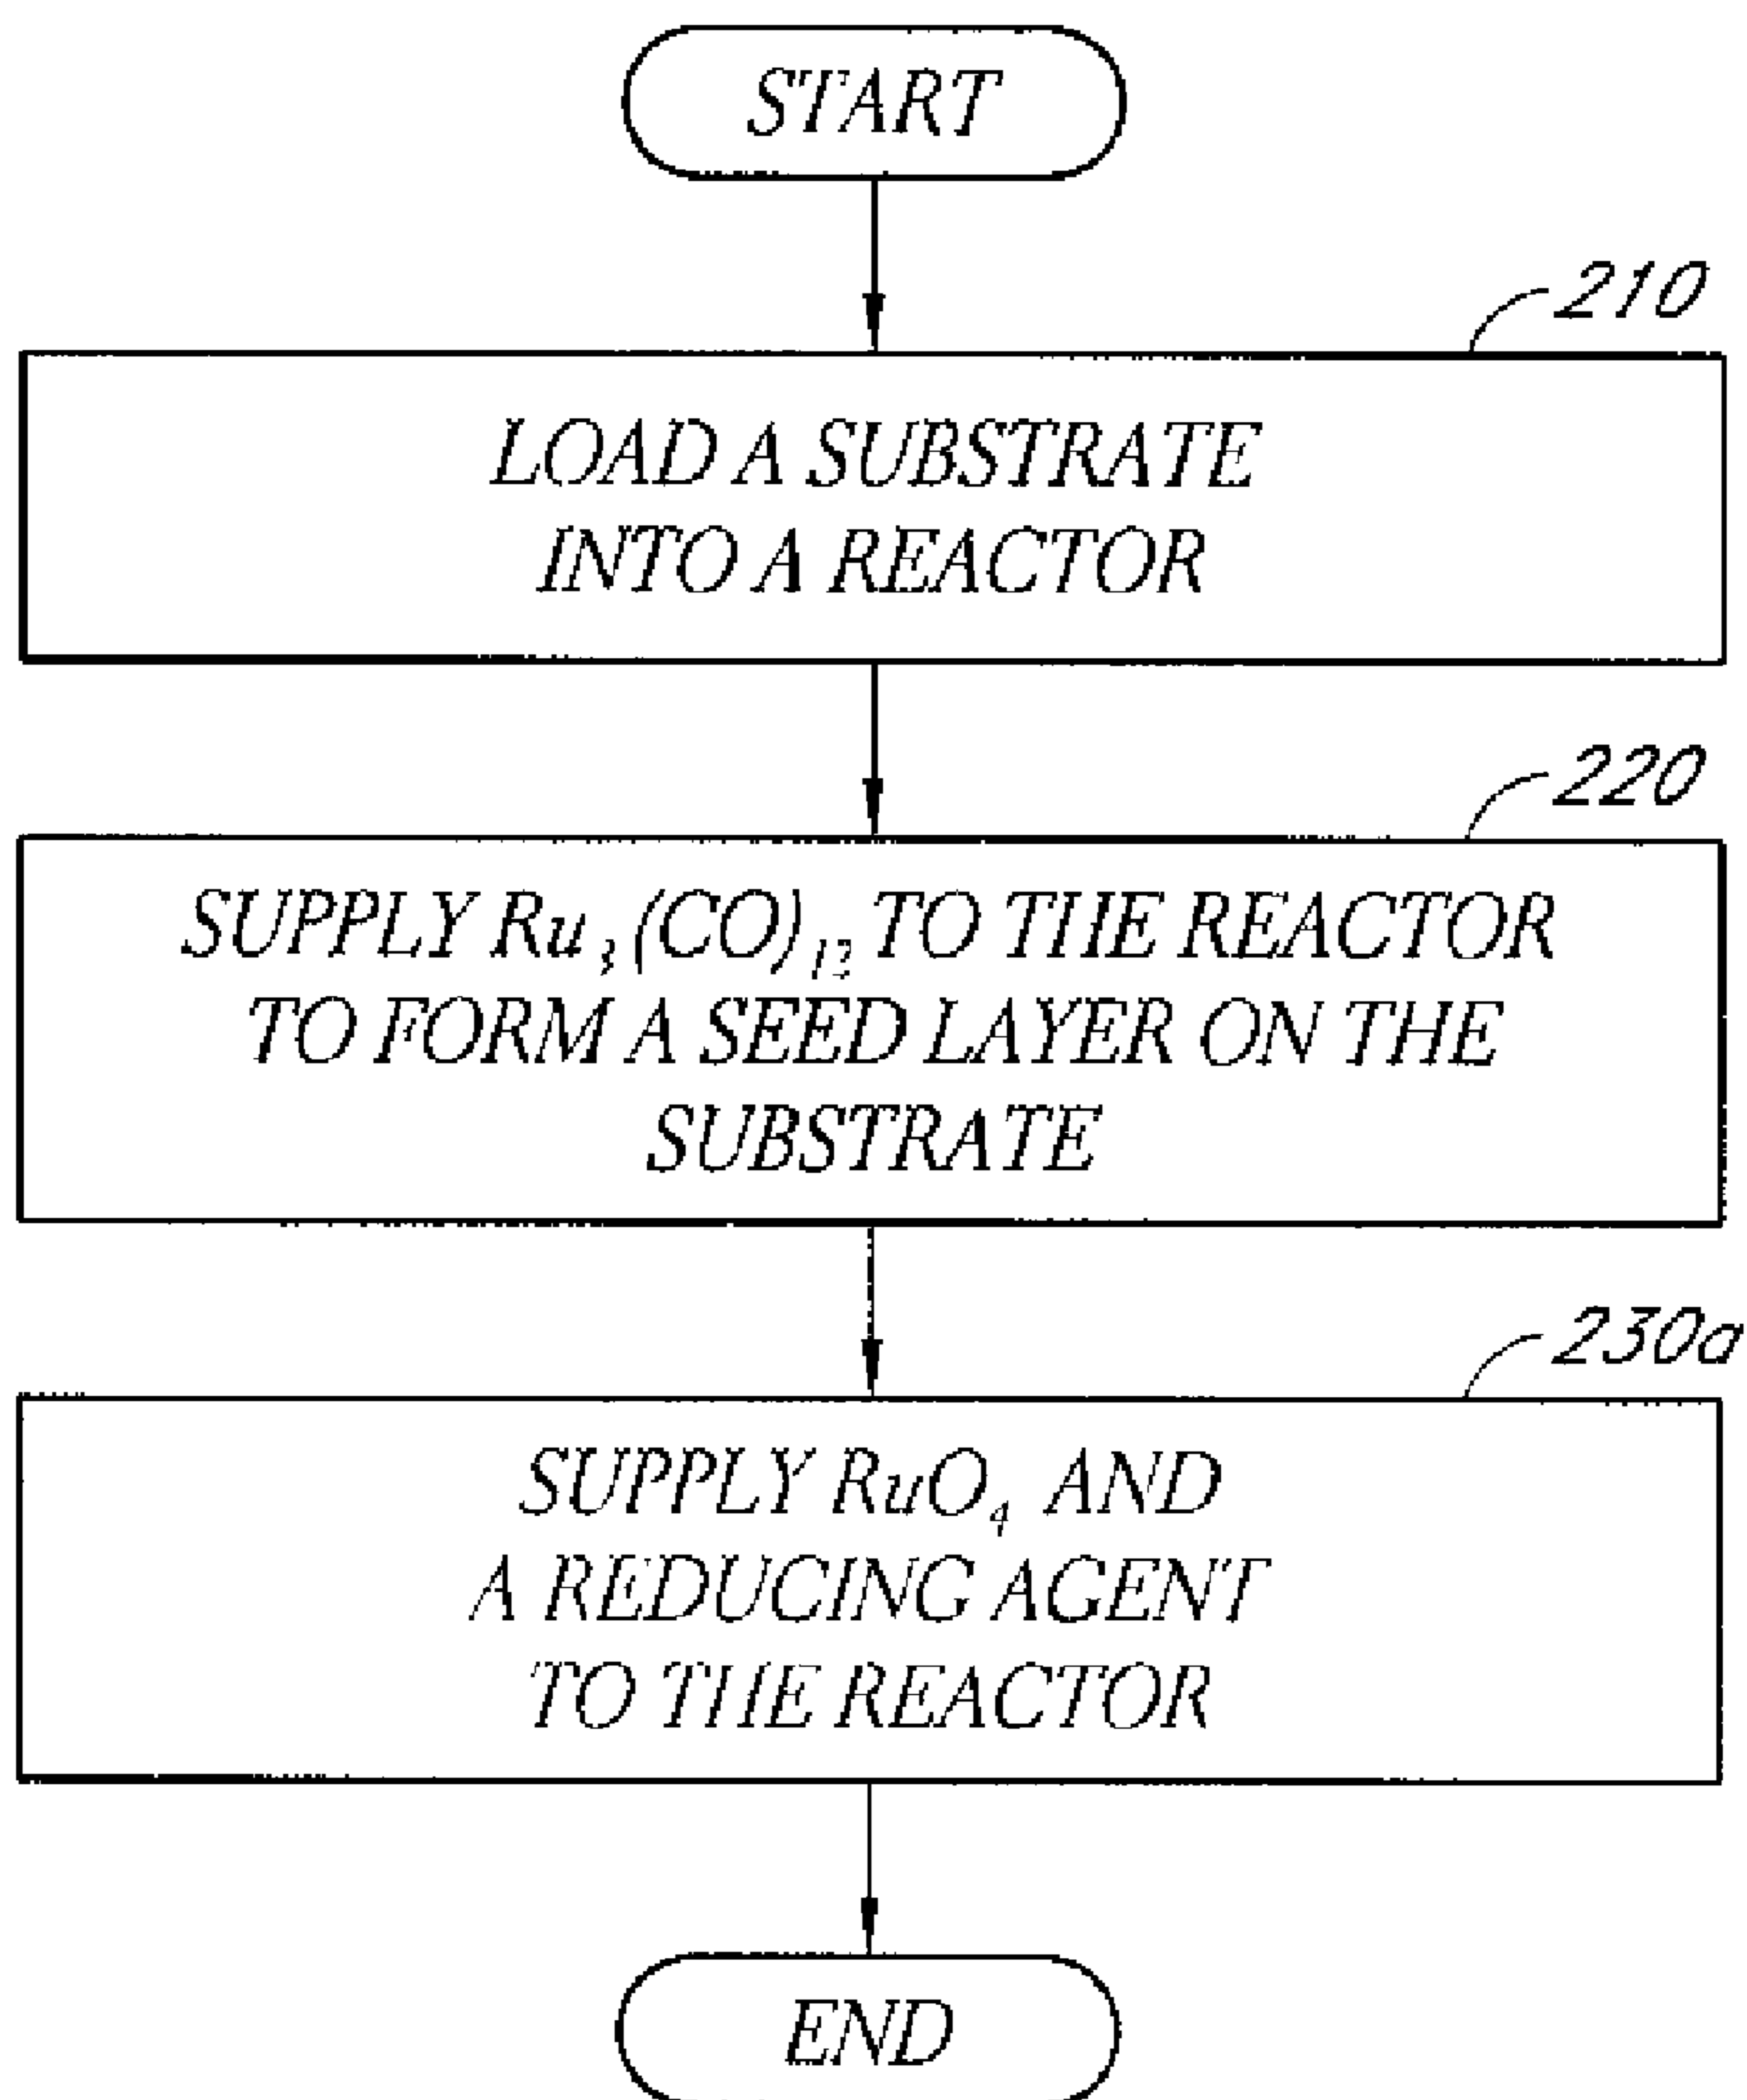 START
210
LOAD A SUBSTRATE
INTO A REACTOR
220
SUPPLY Ru₃(CO)₁₂ TO THE REACTOR
TO FORM A SEED LAYER ON THE
SUBSTRATE
230a
SUPPLY RuO₄ AND
A REDUCING AGENT
TO THE REACTOR
END